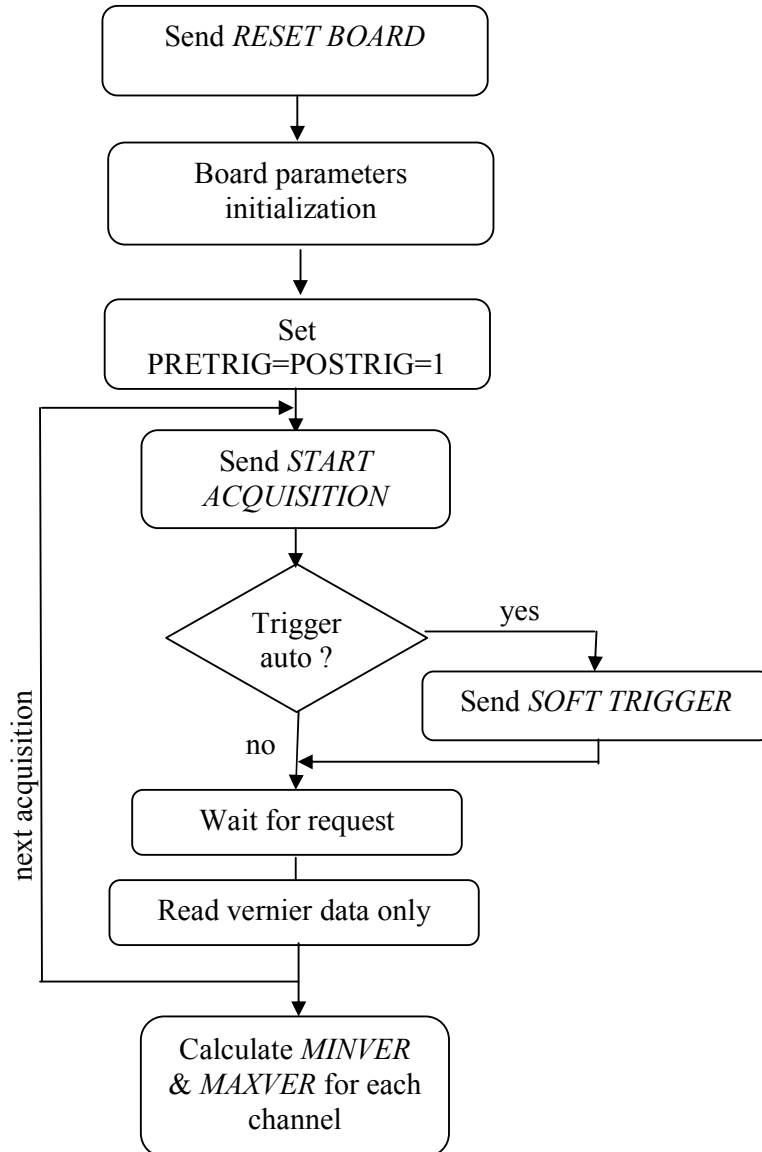 Send RESET BOARD
Board parameters
initialization
Set
PRETRIG=POSTRIG=1
Send START
ACQUISITION
Trigger
auto ?
yes
Send SOFT TRIGGER
no
next acquisition
Wait for request
Read vernier data only
Calculate MINVER
& MAXVER for each
channel